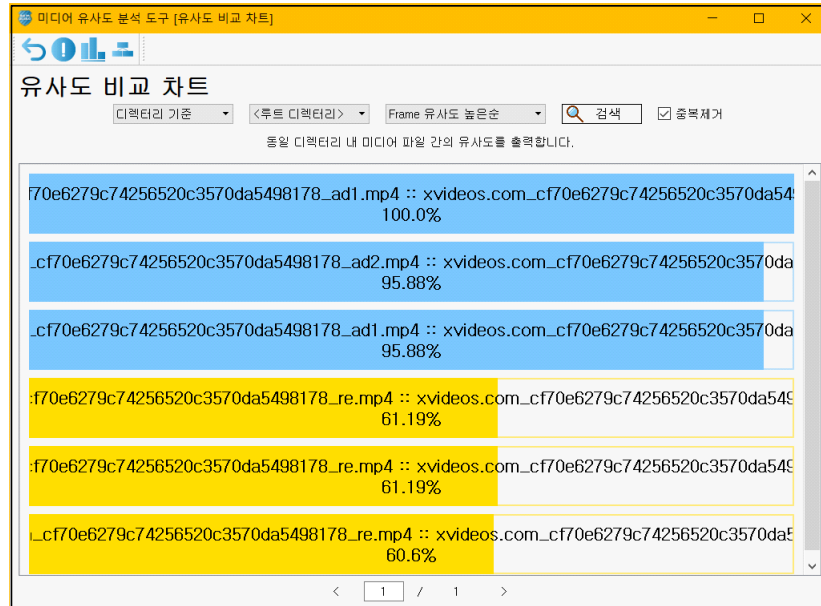 미디어 유사도 분석 도구 [유사도 비교 차트]
유사도 비교 차트
디렉터리 기준 <루트 디렉터리> Frame 유사도 높은순 검색 중복제거
동일 디렉터리 내 미디어 파일 간의 유사도를 출력합니다.
f70e6279c74256520c3570da5498178_ad1.mp4 :: xvideos.com_cf70e6279c74256520c3570da54
100.0%
_cf70e6279c74256520c3570da5498178_ad2.mp4 :: xvideos.com_cf70e6279c74256520c3570da
95.88%
_cf70e6279c74256520c3570da5498178_ad1.mp4 :: xvideos.com_cf70e6279c74256520c3570da
95.88%
cf70e6279c74256520c3570da5498178_re.mp4 :: xvideos.com_cf70e6279c74256520c3570da549
61.19%
cf70e6279c74256520c3570da5498178_re.mp4 :: xvideos.com_cf70e6279c74256520c3570da549
61.19%
_cf70e6279c74256520c3570da5498178_re.mp4 :: xvideos.com_cf70e6279c74256520c3570da5
60.6%
< 1 / 1 >